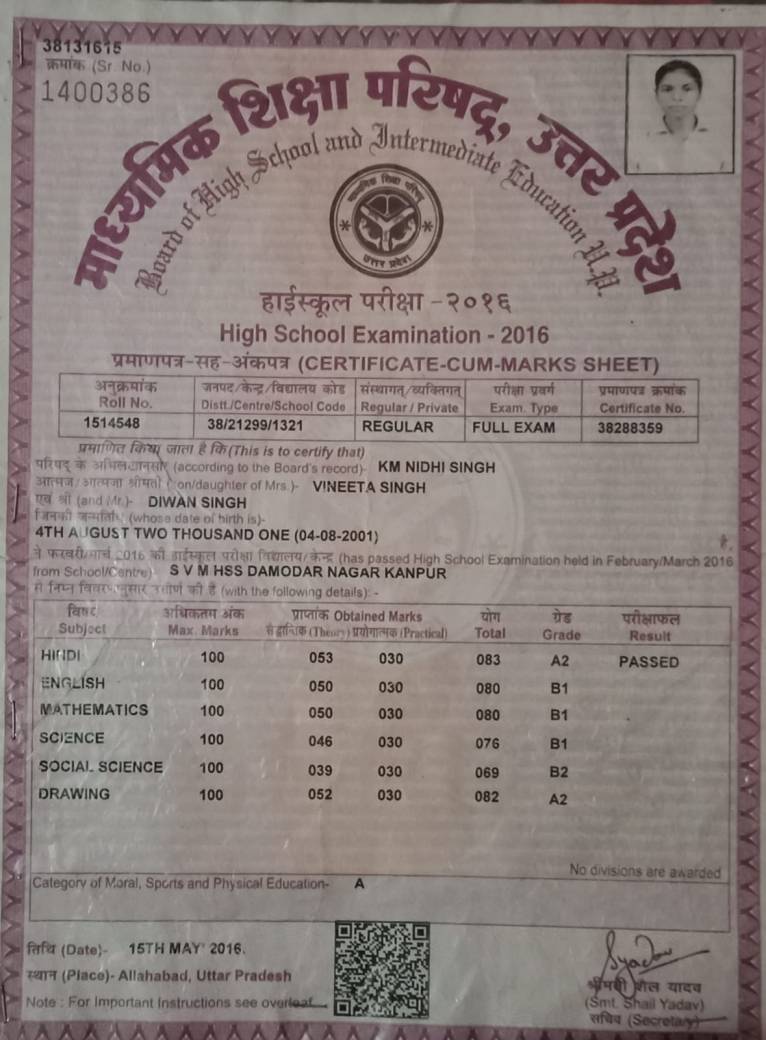 38131615
क्रमांक (Sr. No.)
1400386
माध्यमिक शिक्षा परिषद्, उत्तर प्रदेश
Board of High School and Intermediate Education U.P.
माध्यमिक शिक्षा परिषद्
उत्तर प्रदेश
हाईस्कूल परीक्षा -२०१६
High School Examination - 2016
प्रमाणपत्र-सह-अंकपत्र (CERTIFICATE-CUM-MARKS SHEET)
अनुक्रमांक जनपद/केन्द्र/विद्यालय कोड संस्थागत/व्यक्तिगत परीक्षा प्रवर्ग प्रमाणपत्र क्रमांक
Roll No. Distt./Centre/School Code Regular / Private Exam. Type Certificate No.
1514548 38/21299/1321 REGULAR FULL EXAM 38288359
प्रमाणित किया जाता है कि (This is to certify that)
परिषद के अभिलेखानुसार (according to the Board's record)- KM NIDHI SINGH
आत्मज/आत्मजा श्रीमती on/daughter of Mrs.)- VINEETA SINGH
एवं श्री (and Mr.)- DIWAN SINGH
जिनकी जन्मतिथि (whose date of birth is)-
4TH AUGUST TWO THOUSAND ONE (04-08-2001) है,
ने फरवरी/मार्च 2016 की हाईस्कूल परीक्षा विद्यालय/केन्द्र (has passed High School Examination held in February/March 2016
from School/Centre) S V M HSS DAMODAR NAGAR KANPUR
से निम्न विवरणानुसार उत्तीर्ण की है (with the following details): -
विषय अधिकतम अंक प्राप्तांक Obtained Marks योग ग्रेड परीक्षाफल
Subject Max. Marks सैद्धान्तिक (Theory) प्रयोगात्मक (Practical) Total Grade Result
HINDI 100 053 030 083 A2 PASSED
ENGLISH 100 050 030 080 B1
MATHEMATICS 100 050 030 080 B1
SCIENCE 100 046 030 076 B1
SOCIAL SCIENCE 100 039 030 069 B2
DRAWING 100 052 030 082 A2
No divisions are awarded
Category of Moral, Sports and Physical Education- A
तिथि (Date)- 15TH MAY' 2016.
स्थान (Place)- Allahabad, Uttar Pradesh
Note : For Important Instructions see overleaf
Syadav
श्रीमती शैल यादव
(Smt. Shail Yadav)
सचिव (Secretary)